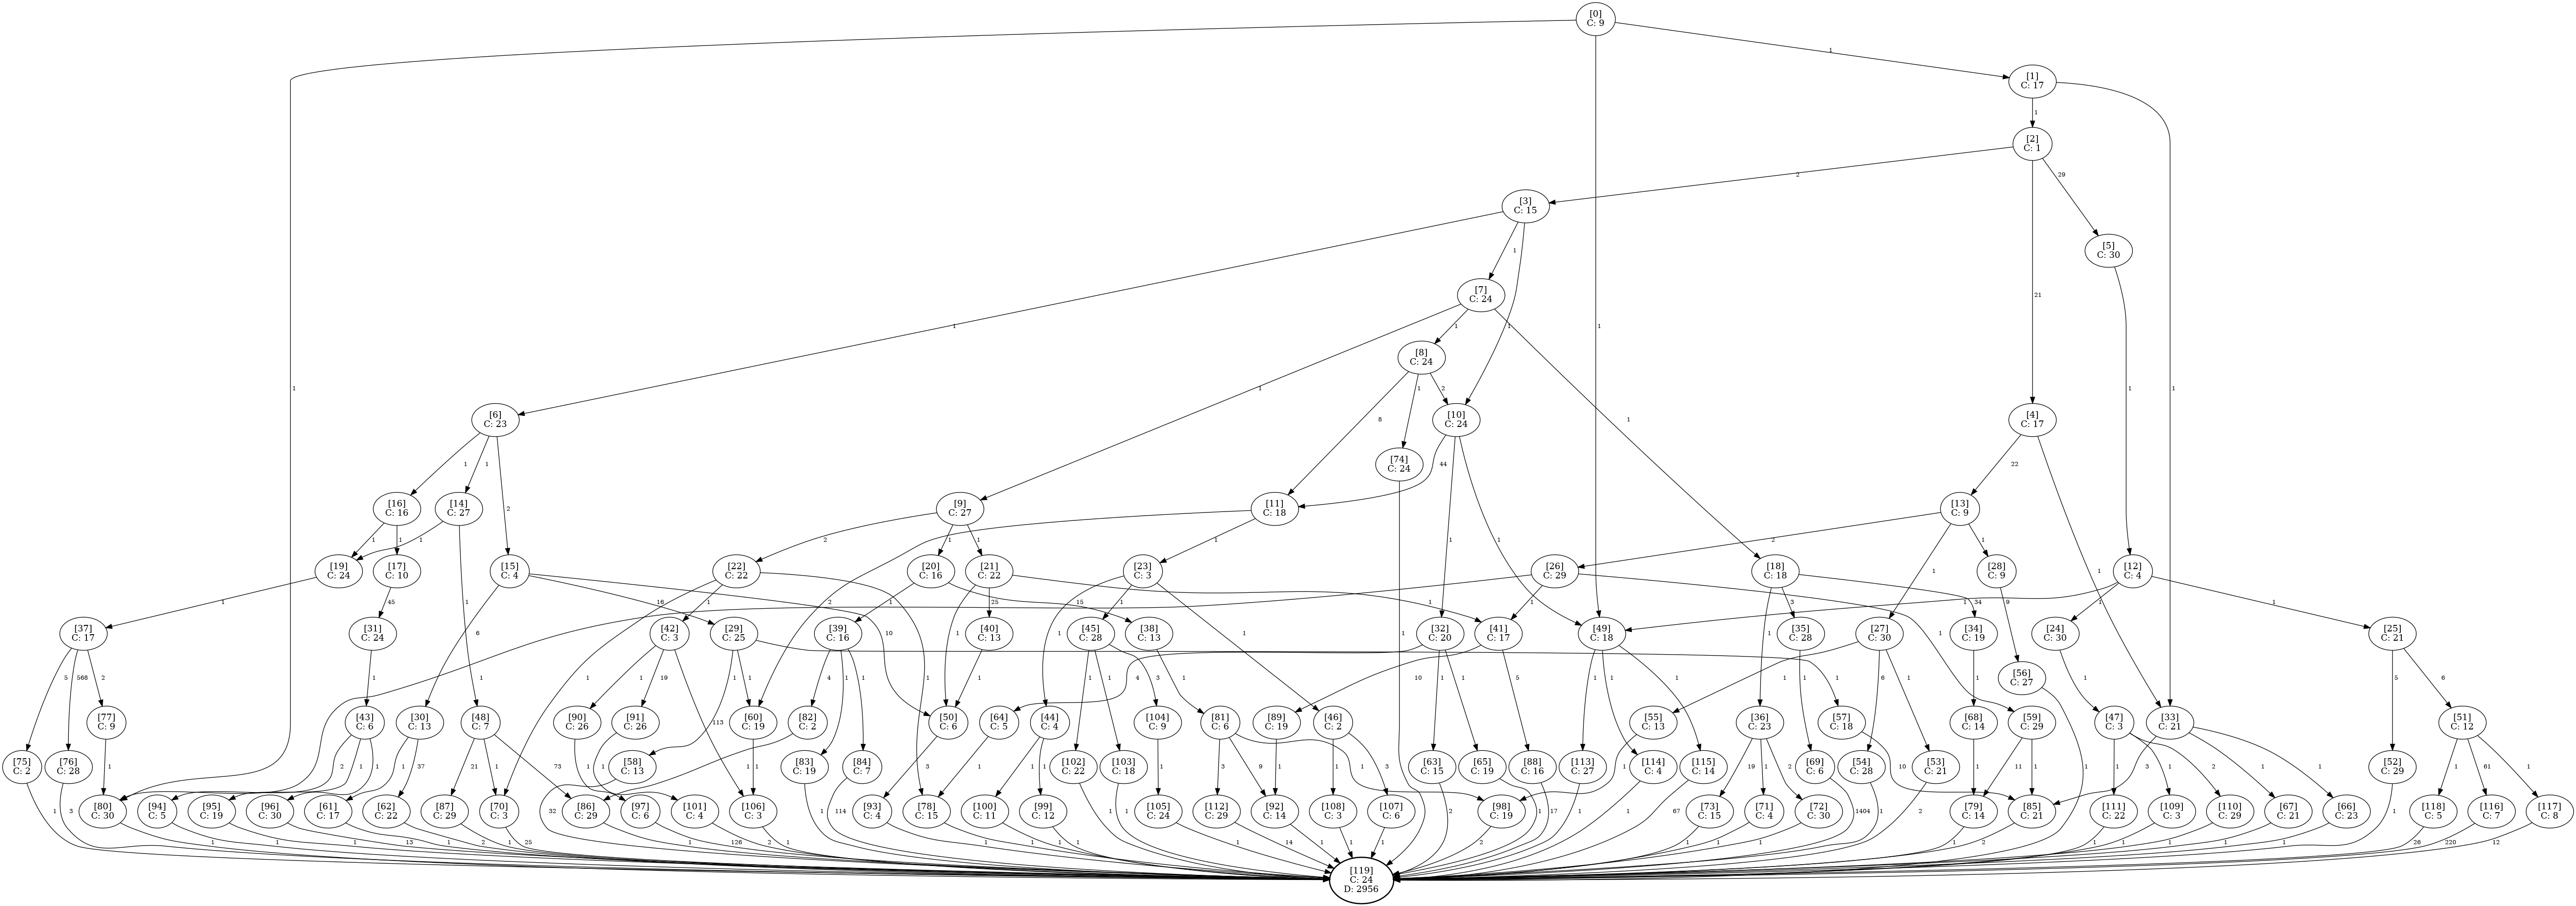 [0]
C: 9
1
[1]
C: 17
1
[2]
C: 1
2
29
[3]
C: 15
[5]
C: 30
1
21
[7]
C: 24
1
1
1
1
1
1
1
[8]
C: 24
1
1
2
8
1
1
[6]
C: 23
[10]
C: 24
[4]
C: 17
1
1
44
[74]
C: 24
22
[16]
C: 16
[14]
C: 27
2
[9]
C: 27
[11]
C: 18
[13]
C: 9
1
1
1
2
1
1
1
1
1
2
1
1
[19]
C: 24
[17]
C: 10
[15]
C: 4
[22]
C: 22
[20]
C: 16
[21]
C: 22
[23]
C: 3
[26]
C: 29
[18]
C: 18
[28]
C: 9
[12]
C: 4
1
45
1
16
2
1
1
1
25
15
1
1
1
3
34
1
9
1
1
1
[37]
C: 17
[31]
C: 24
[42]
C: 3
[29]
C: 25
[39]
C: 16
[40]
C: 13
[45]
C: 28
[38]
C: 13
[32]
C: 20
[41]
C: 17
[49]
C: 18
[35]
C: 28
[27]
C: 30
[34]
C: 19
[24]
C: 30
[25]
C: 21
10
1
6
1
1
1
1
5
568
2
1
1
19
113
1
1
1
4
1
1
1
1
1
3
1
4
1
1
10
5
1
1
1
1
1
1
6
1
1
1
[56]
C: 27
1
5
6
[77]
C: 9
[43]
C: 6
[30]
C: 13
[48]
C: 7
[90]
C: 26
[91]
C: 26
[60]
C: 19
[82]
C: 2
[50]
C: 6
[64]
C: 5
[44]
C: 4
[104]
C: 9
[81]
C: 6
[89]
C: 19
[46]
C: 2
[55]
C: 13
[36]
C: 23
[57]
C: 18
[68]
C: 14
[59]
C: 29
[47]
C: 3
[33]
C: 21
[51]
C: 12
[75]
C: 2
[76]
C: 28
1
2
1
1
1
37
21
1
73
1
1
[58]
C: 13
1
1
[83]
C: 19
[84]
C: 7
3
1
1
1
[102]
C: 22
[103]
C: 18
1
3
9
1
1
1
3
[63]
C: 15
[65]
C: 19
[88]
C: 16
[113]
C: 27
[114]
C: 4
[115]
C: 14
1
19
1
2
[69]
C: 6
[54]
C: 28
[53]
C: 21
10
1
11
1
1
1
2
3
1
1
[52]
C: 29
1
61
1
[80]
C: 30
[94]
C: 5
[95]
C: 19
[96]
C: 30
[61]
C: 17
[62]
C: 22
[87]
C: 29
[70]
C: 3
[86]
C: 29
[97]
C: 6
[101]
C: 4
[106]
C: 3
[93]
C: 4
[78]
C: 15
[100]
C: 11
[99]
C: 12
[105]
C: 24
[112]
C: 29
[92]
C: 14
[108]
C: 3
[107]
C: 6
[98]
C: 19
[73]
C: 15
[71]
C: 4
[72]
C: 30
[79]
C: 14
[85]
C: 21
[111]
C: 22
[109]
C: 3
[110]
C: 29
[67]
C: 21
[66]
C: 23
[118]
C: 5
[116]
C: 7
[117]
C: 8
1
3
32
1
114
1
1
2
1
17
1
1
67
1404
1
2
1
1
1
1
1
13
1
2
1
25
1
126
2
1
1
1
1
1
1
14
1
1
1
2
1
1
1
1
2
1
1
1
1
1
26
220
12
[119]
C: 24
D: 2956